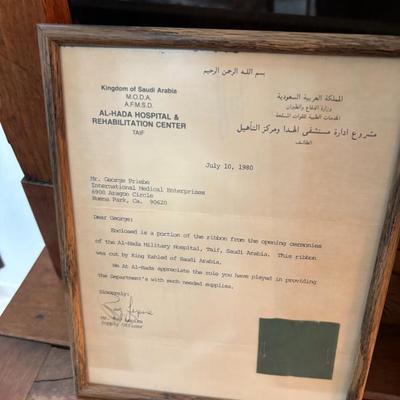 بسم الله الرحمن الرحيم
Kingdom of Saudi Arabia
M.O.D.A.
A.F.M.S.D.
AL-HADA HOSPITAL &
REHABILITATION CENTER
TAIF
المملكة العربية السعودية
وزارة الدفاع والطيران
الخدمات الطبية للقوات المسلحة
مشروع ادارة مستشفى الهدا ومركز التأهيل
الطائف
July 10, 1980
Mr. George Priebe
International Medical Enterprises
6900 Aragon Circle
Buena Park, Ca. 90620
Dear George:
Enclosed is a portion of the ribbon from the opening ceremonies
of the Al-Hada Military Hospital, Taif, Saudi Arabia. This ribbon
was cut by King Kahled of Saudi Arabia.
We At Al-Hada appreciate the role you have played in providing
the Department's with much needed supplies.
Sincerely,
Mr. Roy
Supply Officer